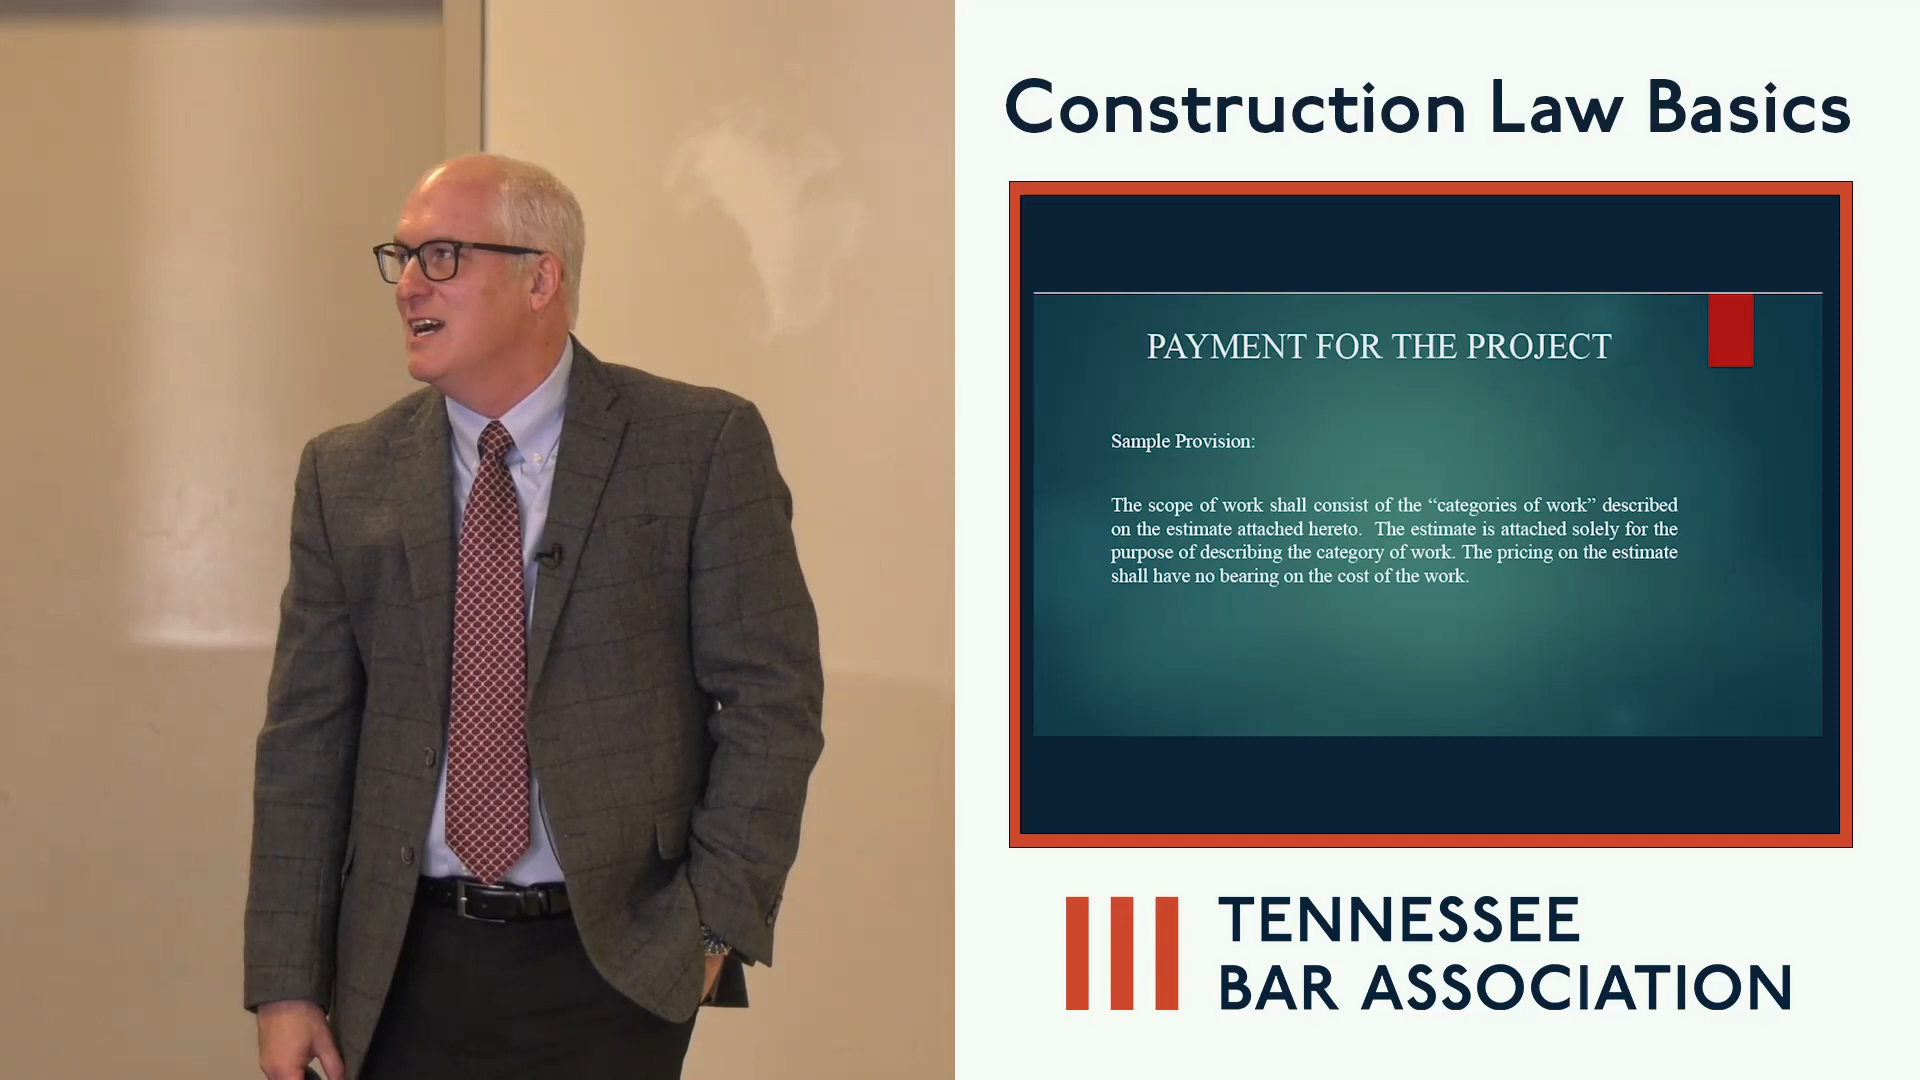 Construction Law Basics
PAYMENT FOR THE PROJECT
Sample Provision:
The scope of work shall consist of the “categories of work” described
on the estimate attached hereto.  The estimate is attached solely for the
purpose of describing the category of work. The pricing on the estimate
shall have no bearing on the cost of the work.
TENNESSEE
BAR ASSOCIATION